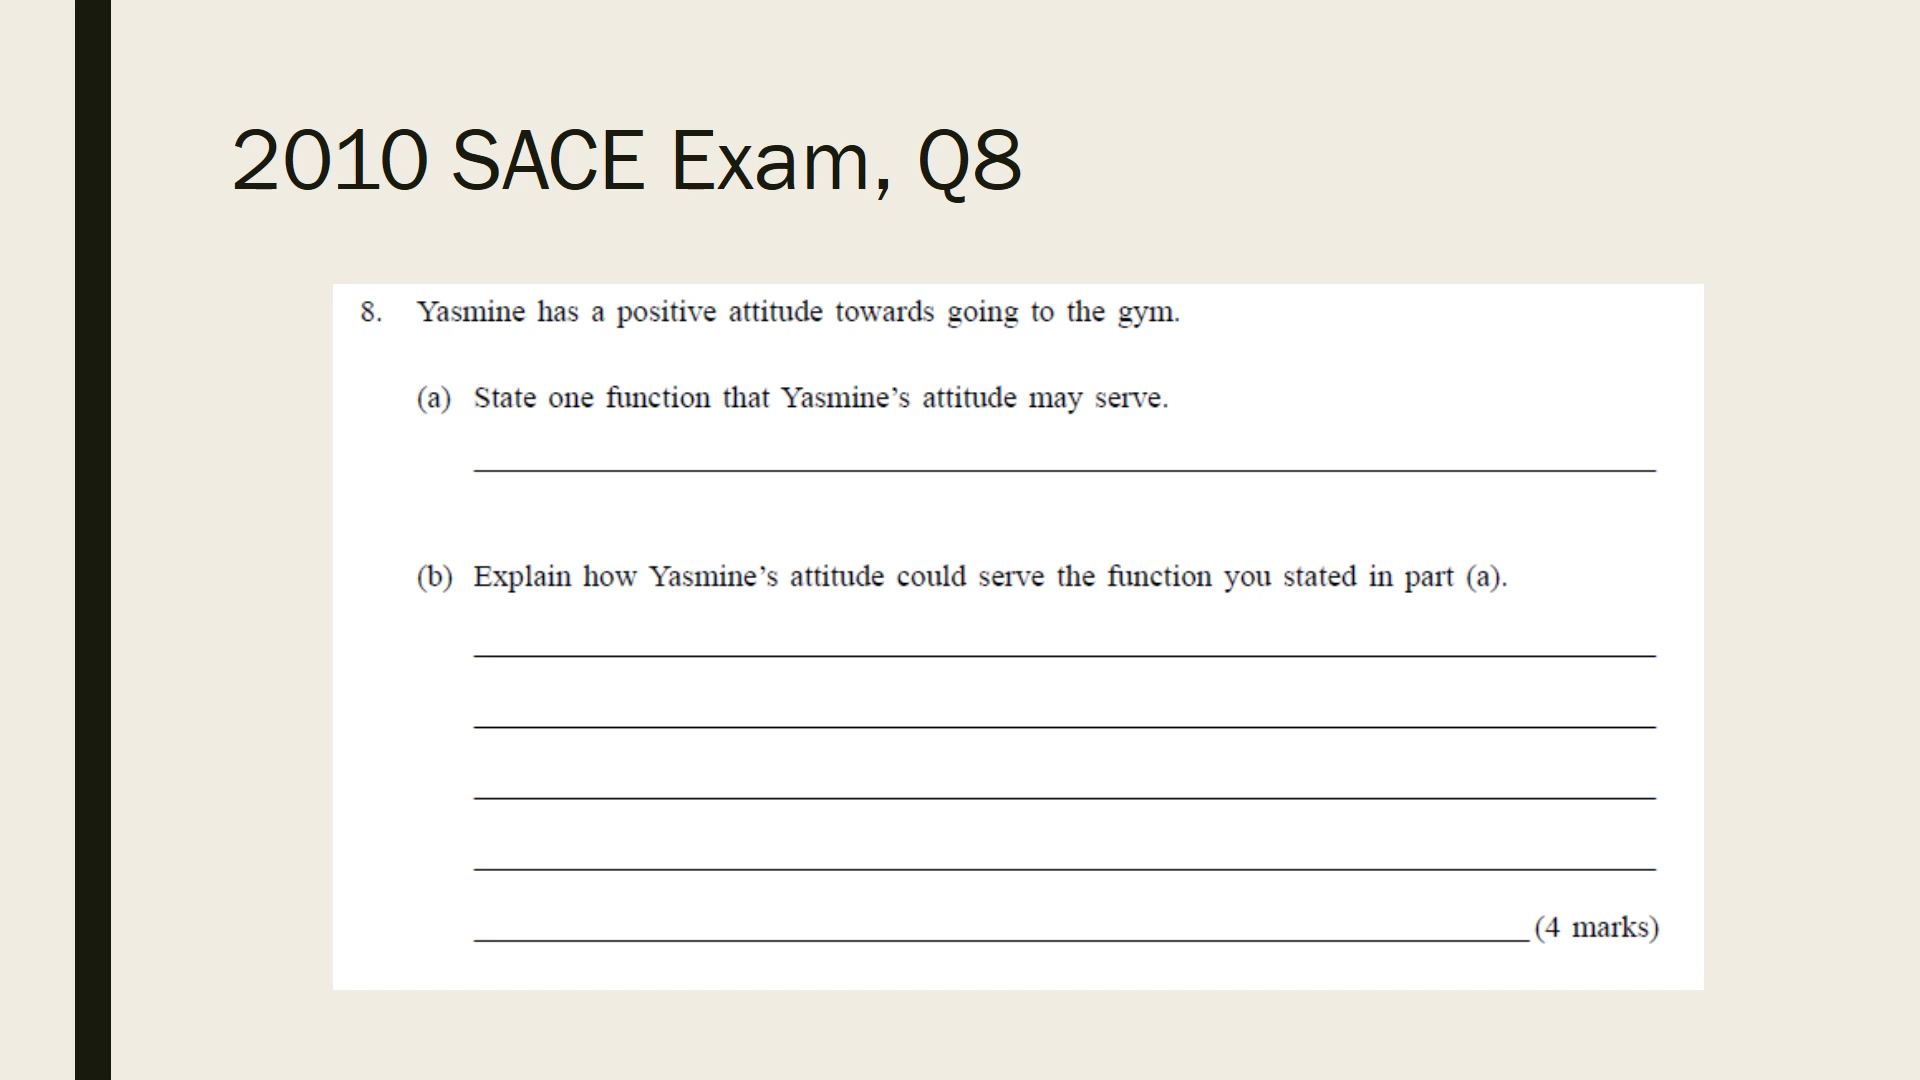 2010 SACE Exam, Q8
8. Yasmine has a positive attitude towards going to the gym.
(a) State one function that Yasmine’s attitude may serve.
(b) Explain how Yasmine’s attitude could serve the function you stated in part (a).
(4 marks)